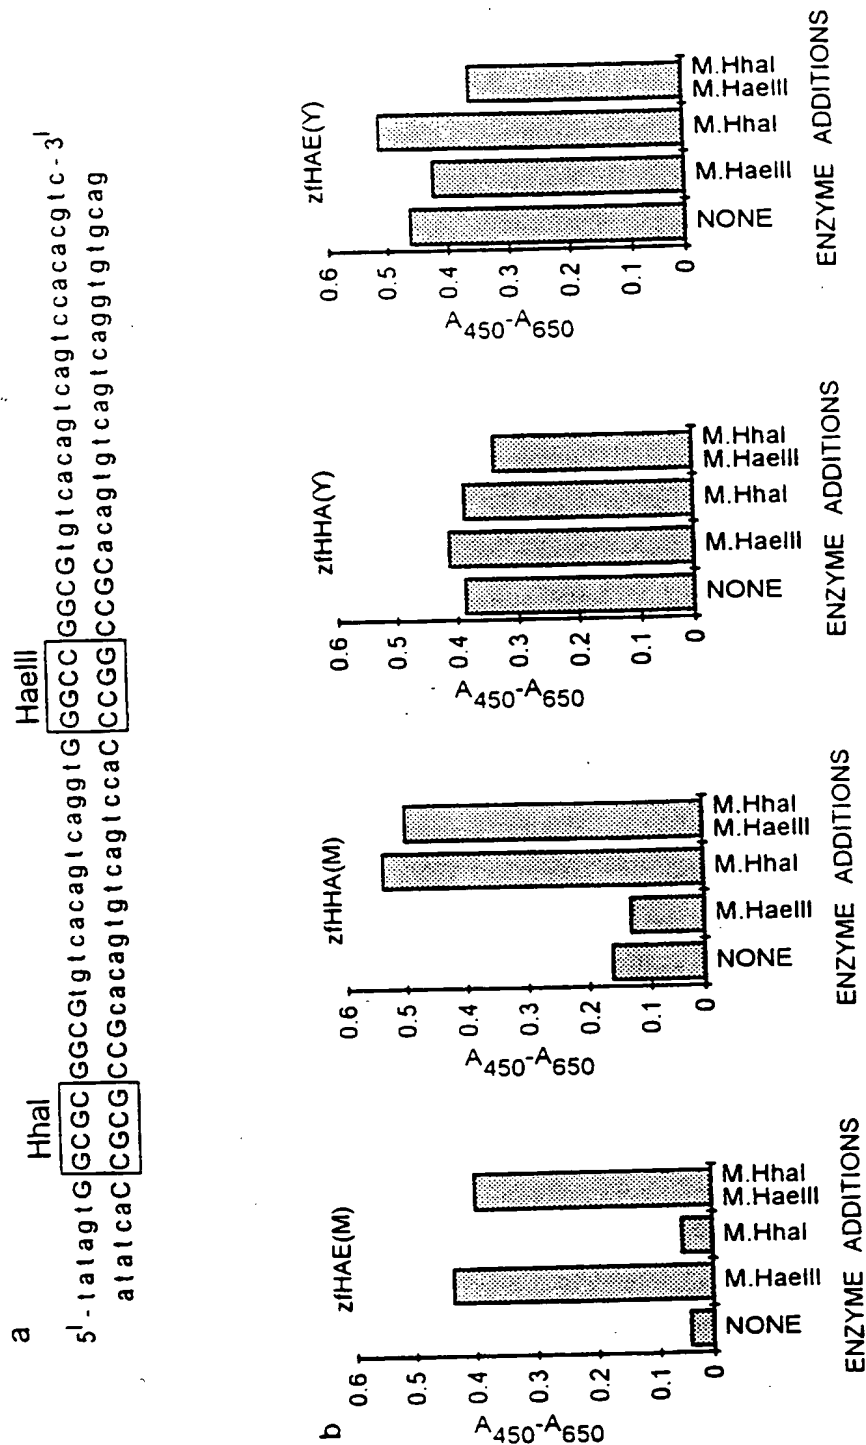 a
HhaI
HaeIII
5'-tatagtG GCGC GGCGtgtcacagtcaggtG GGCC GGCGtgtcacagtcagtccacacgtc-3'
atatcaC CGCG CCGCacagtgtcagtccaC CCGG CCGCacagtgtcagtcaggtgtgcag
b
zfHAE(M)
0.6
0.5
0.4
0.3
0.2
0.1
0
A450-A650
NONE
M.HaeIII
M.HhaI
M.HhaI
M.HaeIII
ENZYME ADDITIONS
zfHHA(M)
0.6
0.5
0.4
0.3
0.2
0.1
0
A450-A650
NONE
M.HaeIII
M.HhaI
M.HhaI
M.HaeIII
ENZYME ADDITIONS
zfHHA(Y)
0.6
0.5
0.4
0.3
0.2
0.1
0
A450-A650
NONE
M.HaeIII
M.HhaI
M.HhaI
M.HaeIII
ENZYME ADDITIONS
zfHAE(Y)
0.6
0.5
0.4
0.3
0.2
0.1
0
A450-A650
NONE
M.HaeIII
M.HhaI
M.HhaI
M.HaeIII
ENZYME ADDITIONS